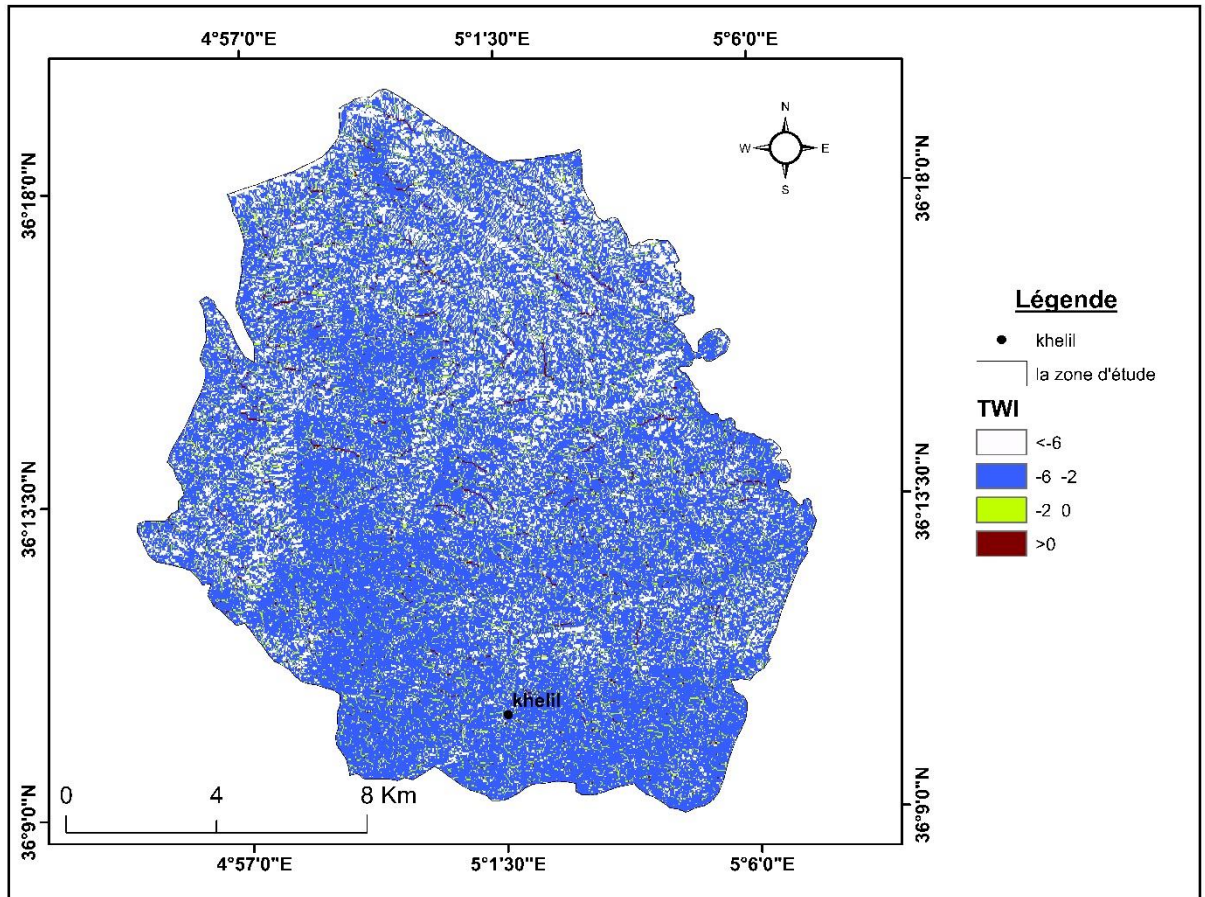 4°57'0"E 5°1'30"E 5°6'0"E
N
W E
S
36°18'0"N
36°18'0"N
36°13'30"N
36°13'30"N
36°9'0"N
36°9'0"N
Légende
khelil
la zone d'étude
TWI
<-6
-6 -2
-2 0
>0
khelil
0 4 8 Km
4°57'0"E 5°1'30"E 5°6'0"E